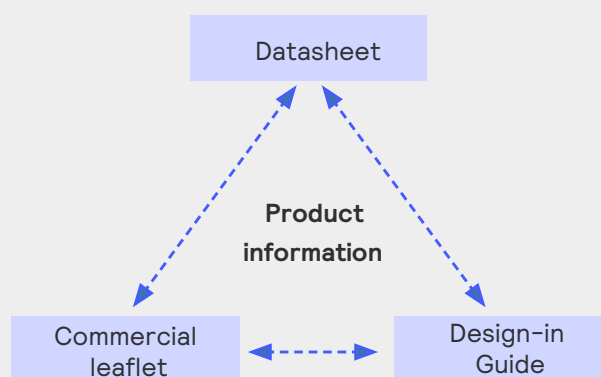 Datasheet
Product
information
Commercial
leaflet
Design-in
Guide